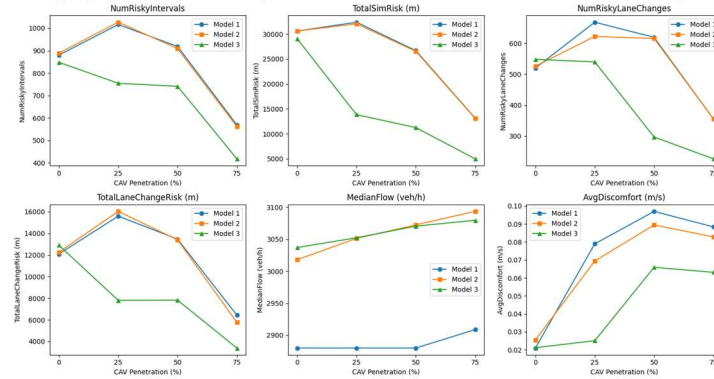 NumRiskyIntervals
NumRiskyIntervals
1000
900
800
700
600
500
400
0
25
50
75
CAV Penetration (%)
Model 1
Model 2
Model 3
TotalSimRisk (m)
TotalSimRisk (m)
30000
25000
20000
15000
10000
5000
0
25
50
75
CAV Penetration (%)
Model 1
Model 2
Model 3
NumRiskyLaneChanges
NumRiskyLaneChanges
600
500
400
300
0
25
50
75
CAV Penetration (%)
Model 1
Model 2
Model 3
TotalLaneChangeRisk (m)
TotalLaneChangeRisk (m)
16000
14000
12000
10000
8000
6000
4000
0
25
50
75
CAV Penetration (%)
Model 1
Model 2
Model 3
MedianFlow (veh/h)
MedianFlow (veh/h)
3100
3050
3000
2950
2900
0
25
50
75
CAV Penetration (%)
Model 1
Model 2
Model 3
AvgDiscomfort (m/s)
AvgDiscomfort (m/s)
0.10
0.09
0.08
0.07
0.06
0.05
0.04
0.03
0.02
0
25
50
CAV Penetration (%)
Model 1
Model 2
Model 3